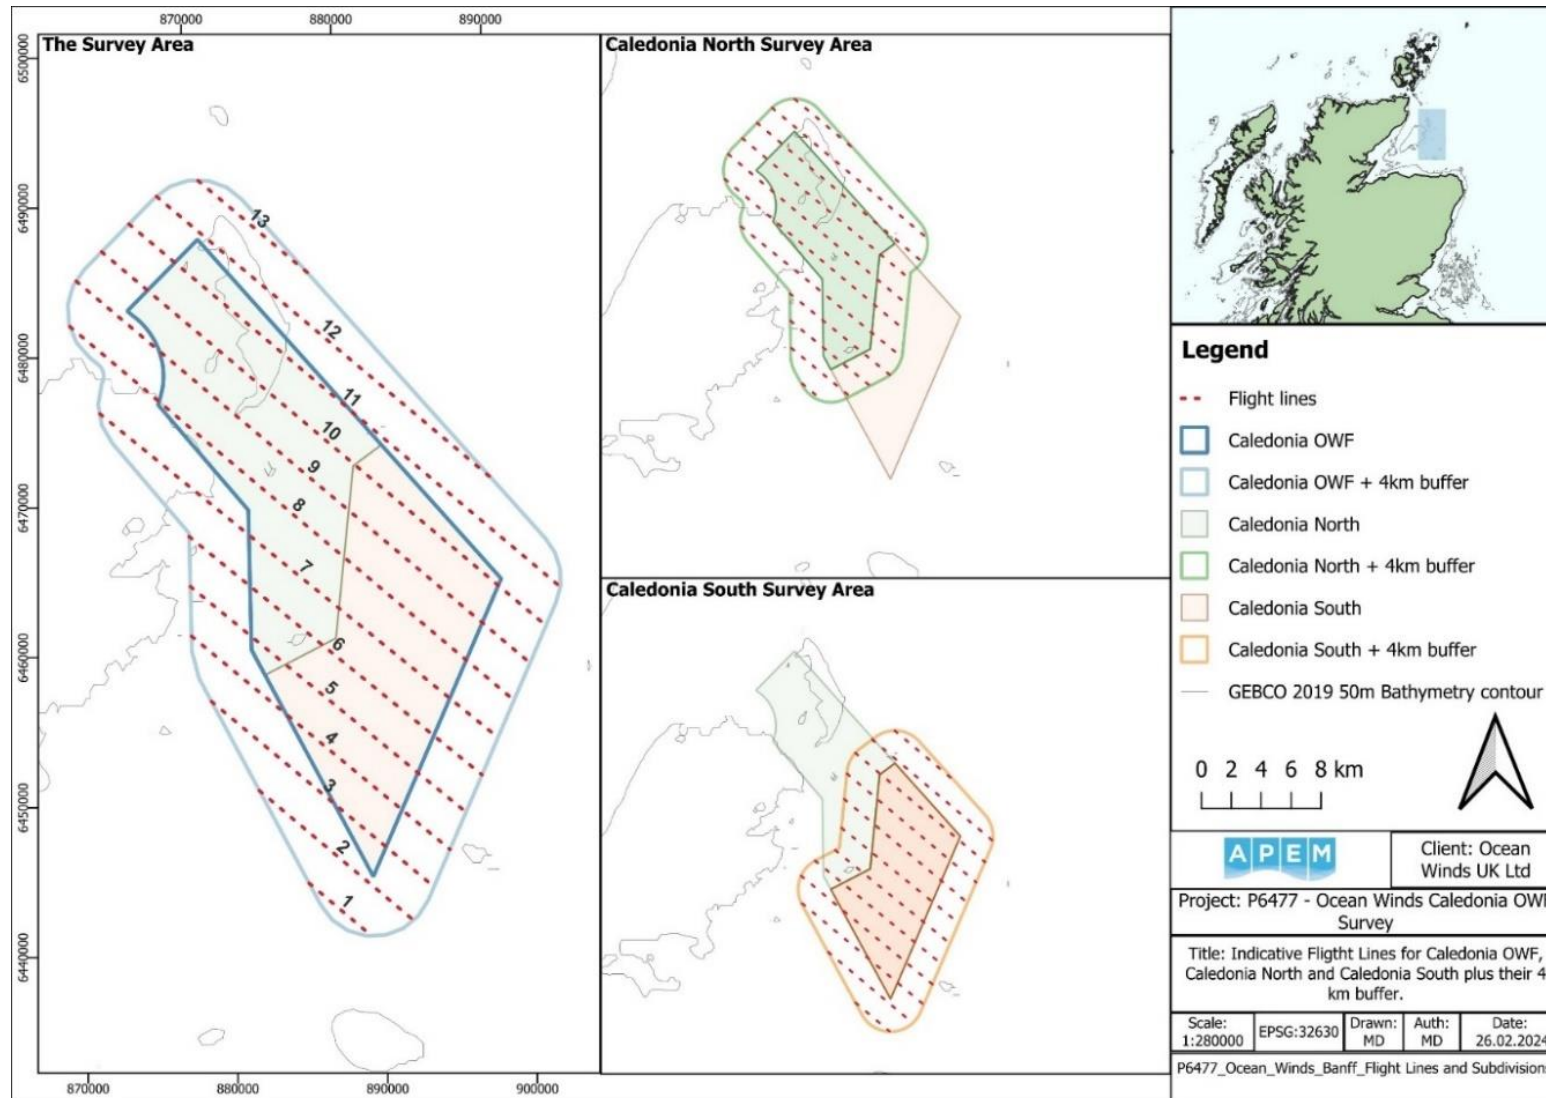 870000
880000
890000
The Survey Area
Caledonia North Survey Area
6500000
6490000
6480000
6470000
6460000
6450000
6440000
13
12
11
10
9
8
7
6
5
4
3
2
1
870000
880000
890000
900000
Caledonia South Survey Area
Legend
Flight lines
Caledonia OWF
Caledonia OWF + 4km buffer
Caledonia North
Caledonia North + 4km buffer
Caledonia South
Caledonia South + 4km buffer
GEBCO 2019 50m Bathymetry contour
0 2 4 6 8 km
APEM
Client: Ocean
Winds UK Ltd
Project: P6477 - Ocean Winds Caledonia OWF
Survey
Title: Indicative Fligtht Lines for Caledonia OWF,
Caledonia North and Caledonia South plus their 4
km buffer.
Scale:
1:280000
EPSG:32630
Drawn:
MD
Auth:
MD
Date:
26.02.2024
P6477_Ocean_Winds_Banff_Flight Lines and Subdivisions